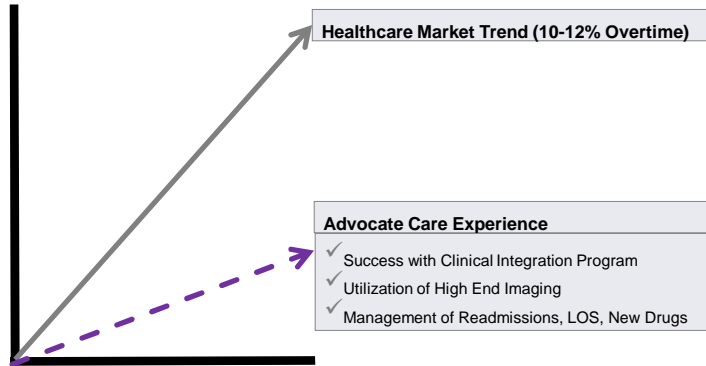 Healthcare Market Trend (10-12% Overtime)
Advocate Care Experience
✓ Success with Clinical Integration Program
✓ Utilization of High End Imaging
✓ Management of Readmissions, LOS, New Drugs